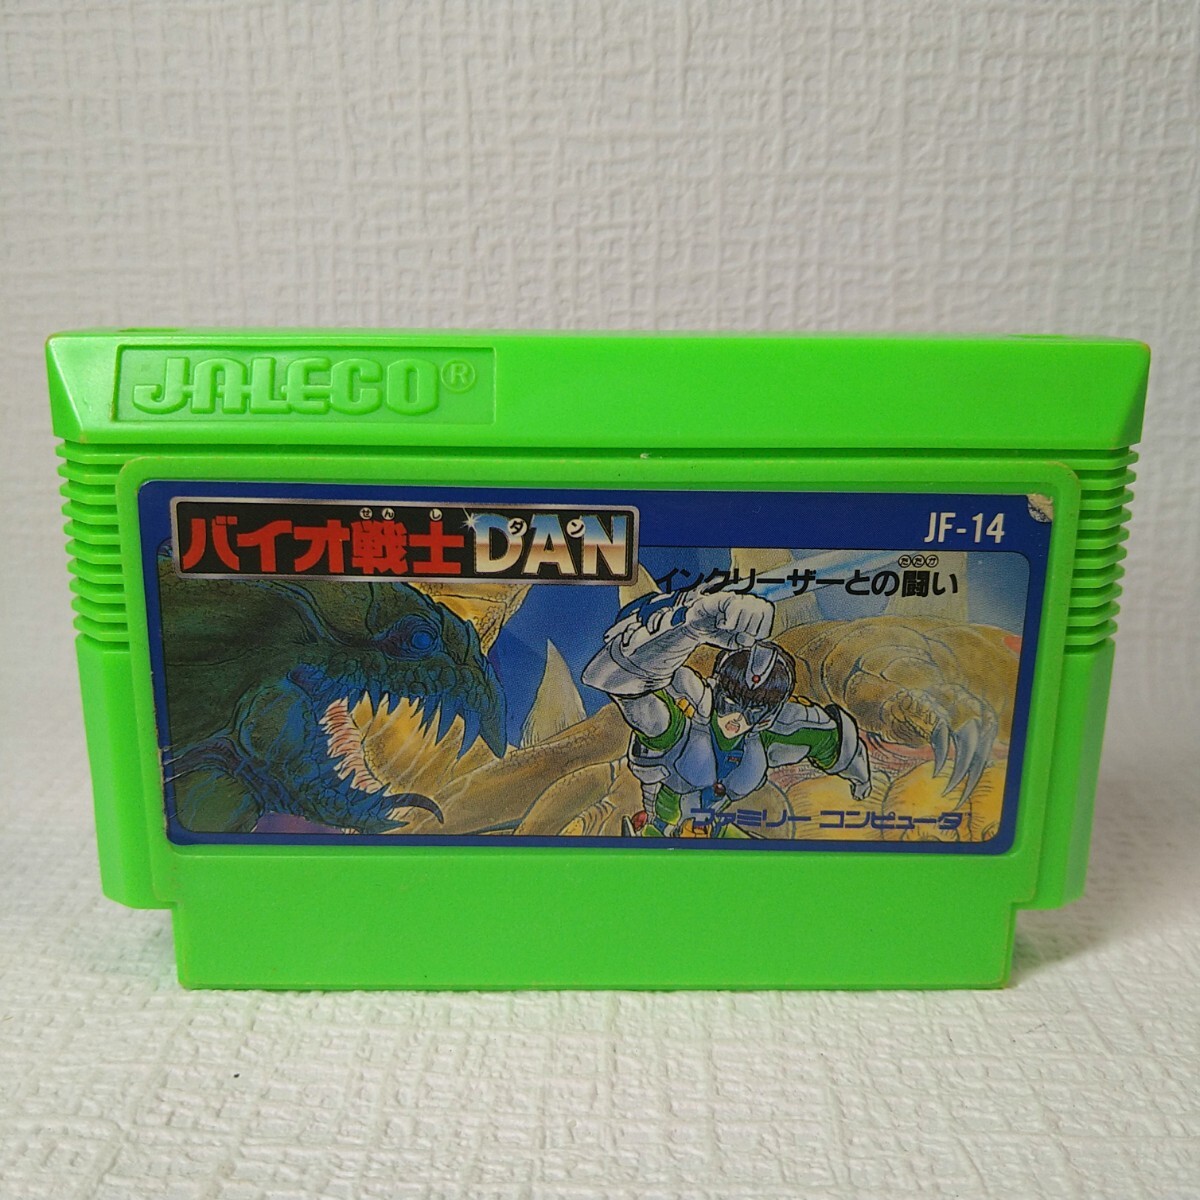 JALECO®
バイオ戦士DAN
せんし
ダン
JF-14
インクリーザーとの闘い
たたか
ファミリー コンピュータ™